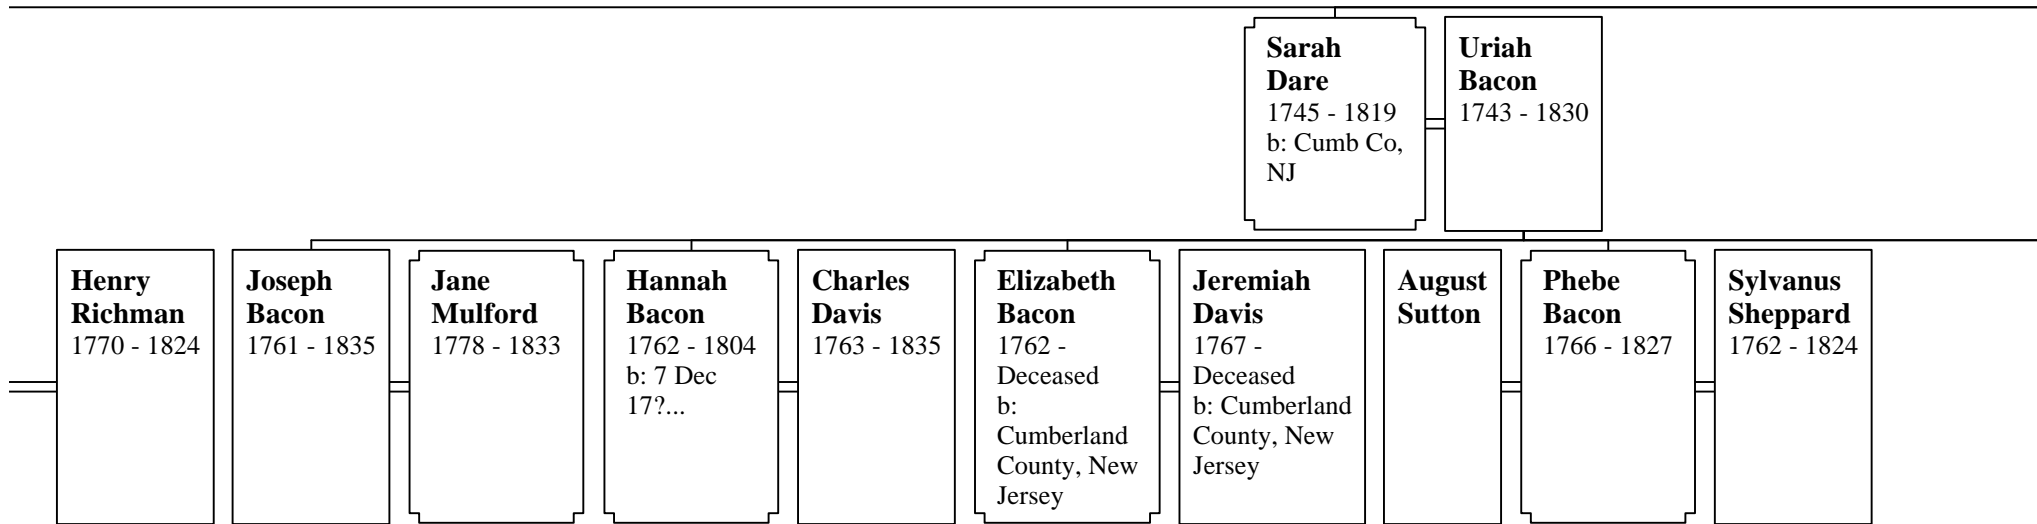 Sarah
Dare
1745 - 1819
b: Cumb Co,
NJ
Uriah
Bacon
1743 - 1830
Henry
Richman
1770 - 1824
Joseph
Bacon
1761 - 1835
Jane
Mulford
1778 - 1833
Hannah
Bacon
1762 - 1804
b: 7 Dec
17?...
Charles
Davis
1763 - 1835
Elizabeth
Bacon
1762 -
Deceased
b:
Cumberland
County, New
Jersey
Jeremiah
Davis
1767 -
Deceased
b: Cumberland
County, New
Jersey
August
Sutton
Phebe
Bacon
1766 - 1827
Sylvanus
Sheppard
1762 - 1824